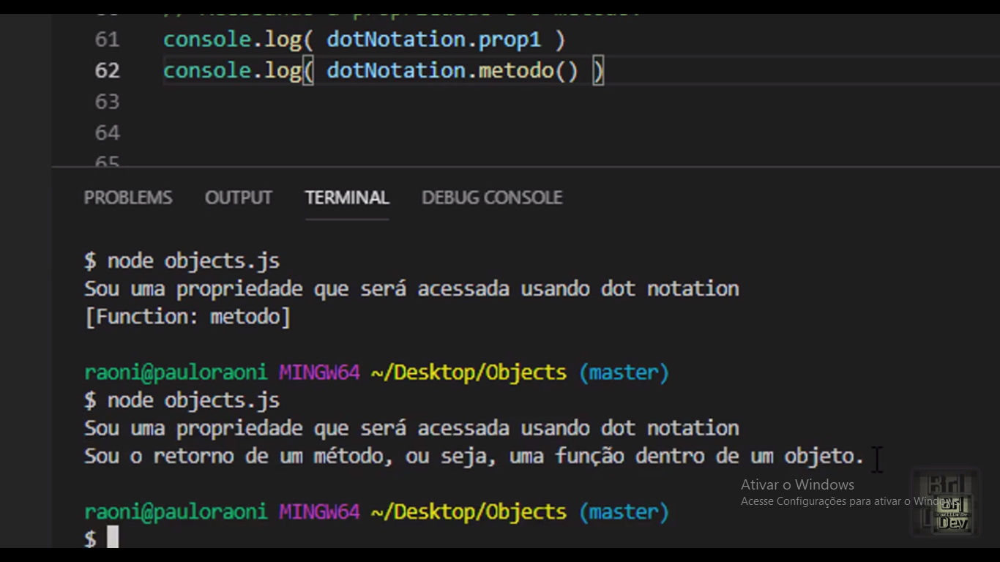 61 console.log( dotNotation.prop1 )
62 console.log( dotNotation.metodo() )
63
64
65
PROBLEMS OUTPUT TERMINAL DEBUG CONSOLE
$ node objects.js
Sou uma propriedade que será acessada usando dot notation
[Function: metodo]
raoni@pauloraoni MINGW64 ~/Desktop/Objects (master)
$ node objects.js
Sou uma propriedade que será acessada usando dot notation
Sou o retorno de um método, ou seja, uma função dentro de um objeto.
Ativar o Windows
Acesse Configurações para ativar o Windows.
raoni@pauloraoni MINGW64 ~/Desktop/Objects (master)
$
Brl
Dev